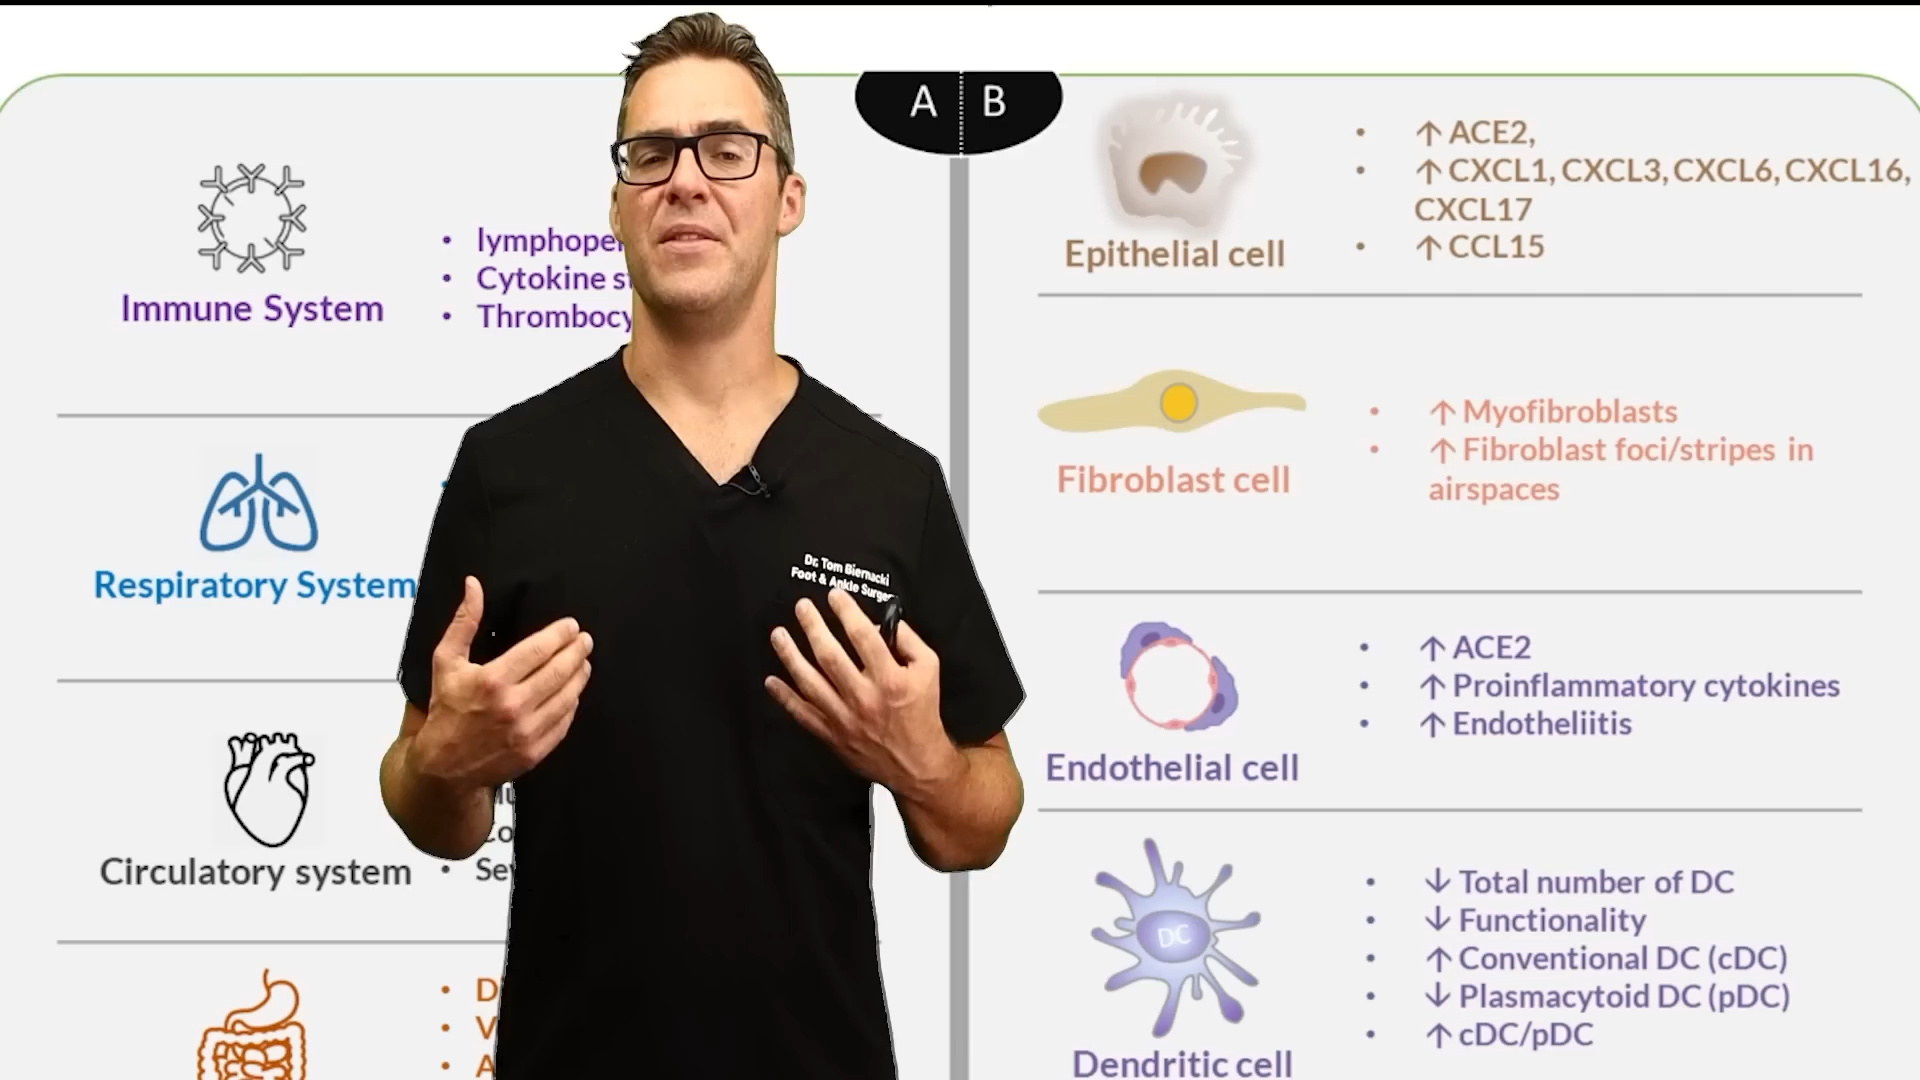 A B
Immune System
• lymphope
• Cytokine
• Thrombocy
Respiratory System
Circulatory system
• Sev
Dr. Tom Biernacki
Foot & Ankle Surge
Epithelial cell
• ↑ ACE2,
• ↑ CXCL1, CXCL3, CXCL6, CXCL16,
CXCL17
• ↑ CCL15
Fibroblast cell
• ↑ Myofibroblasts
• ↑ Fibroblast foci/stripes in
airspaces
Endothelial cell
• ↑ ACE2
• ↑ Proinflammatory cytokines
• ↑ Endotheliitis
DC
Dendritic cell
• ↓ Total number of DC
• ↓ Functionality
• ↑ Conventional DC (cDC)
• ↓ Plasmacytoid DC (pDC)
• ↑ cDC/pDC